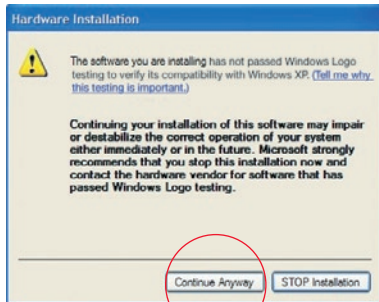 Hardware Installation
The software you are installing has not passed Windows Logo
testing to verify its compatibility with Windows XP. (Tell me why
this testing is important.)
Continuing your installation of this software may impair
or destabilize the correct operation of your system
either immediately or in the future. Microsoft strongly
recommends that you stop this installation now and
contact the hardware vendor for software that has
passed Windows Logo testing.
Continue Anyway
STOP Installation